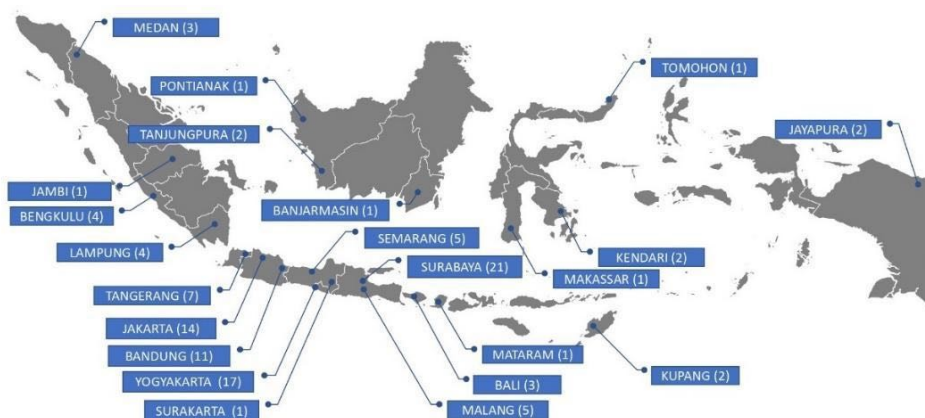 MEDAN (3)
PONTIANAK (1)
TOMOHON (1)
TANJUNGPURA (2)
JAYAPURA (2)
JAMBI (1)
BENGKULU (4)
BANJARMASIN (1)
LAMPUNG (4)
SEMARANG (5)
KENDARI (2)
SURABAYA (21)
MAKASSAR (1)
TANGERANG (7)
JAKARTA (14)
BANDUNG (11)
MATARAM (1)
YOGYAKARTA (17)
BALI (3)
KUPANG (2)
SURAKARTA (1)
MALANG (5)